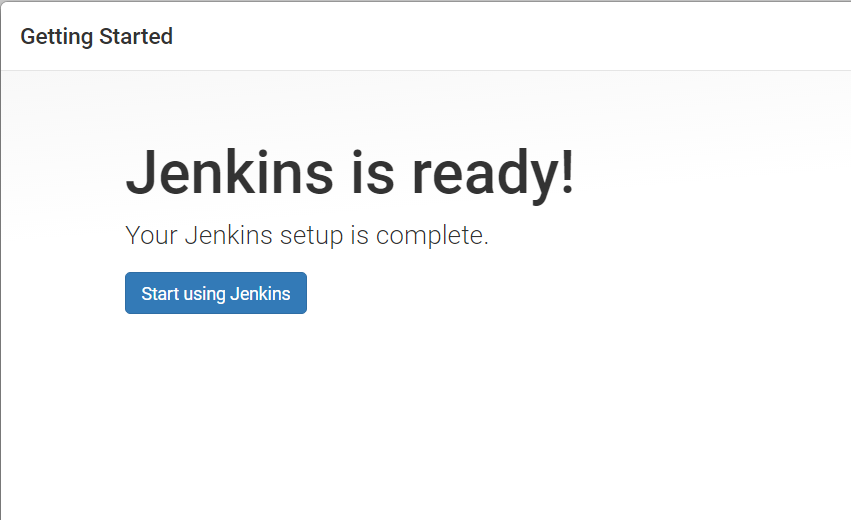 Getting Started
Jenkins is ready!
Your Jenkins setup is complete.
Start using Jenkins